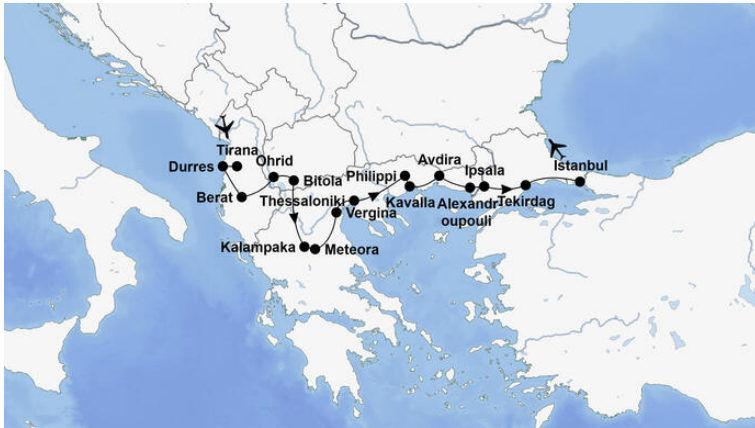 Tirana
Durres
Ohrid
Bitola
Berat
Thessaloniki
Vergina
Kalampaka
Meteora
Philippi
Kavalla
Avdira
Alexandr
oupouli
Ipsala
Tekirdag
Istanbul